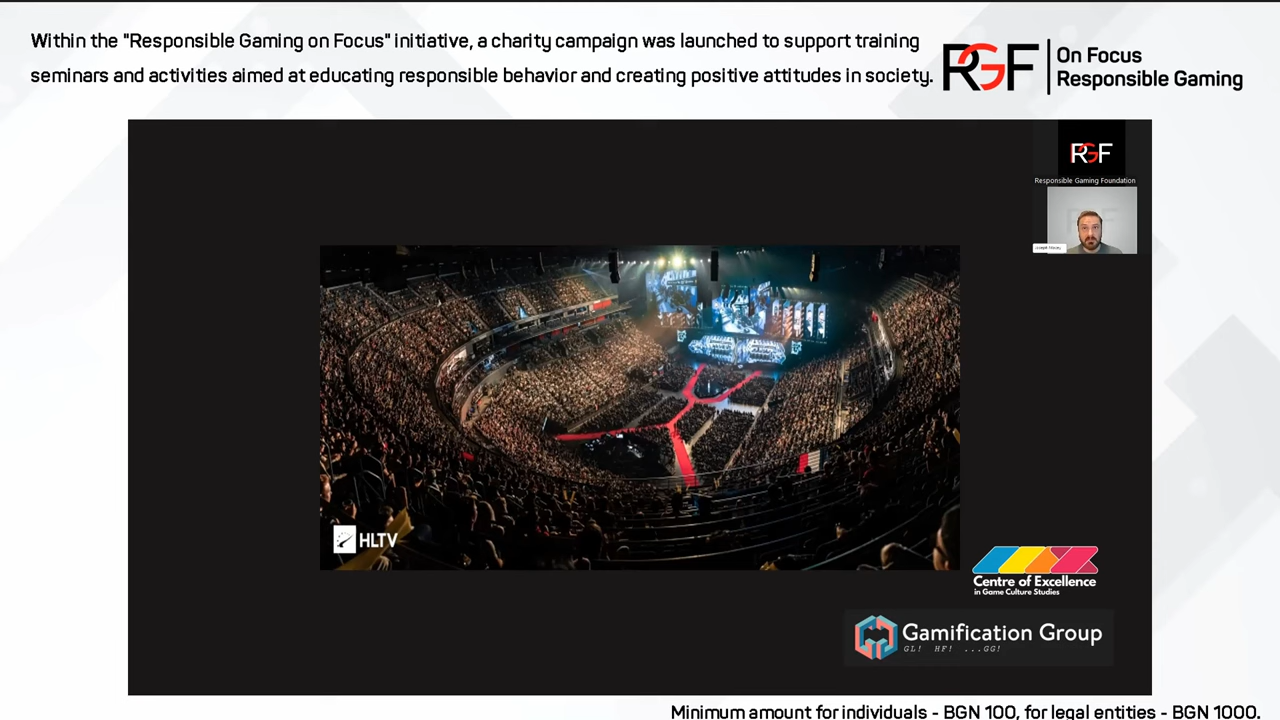 Within the "Responsible Gaming on Focus" initiative, a charity campaign was launched to support training
seminars and activities aimed at educating responsible behavior and creating positive attitudes in society.
RGF
On Focus
Responsible Gaming
RGF
Responsible Gaming Foundation
HLTV
Centre of Excellence
in Game Culture Studies
Gamification Group
GL! HF! ...GG!
Minimum amount for individuals - BGN 100, for legal entities - BGN 1000.